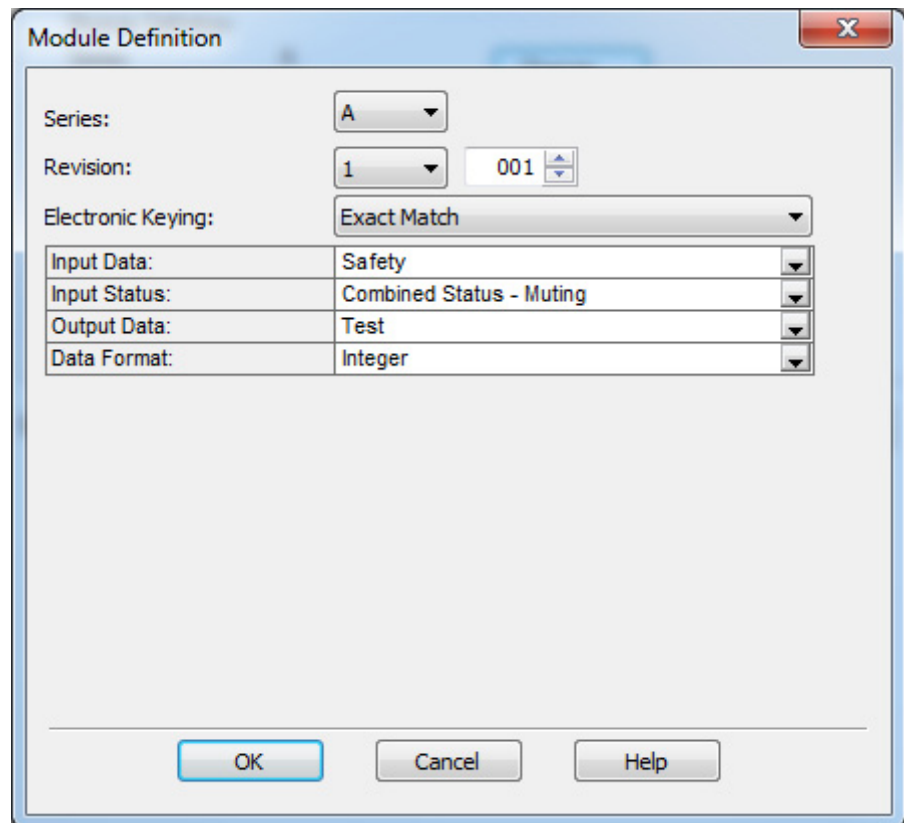 Module Definition
Series: A
Revision: 1 001
Electronic Keying: Exact Match
Input Data: Safety
Input Status: Combined Status - Muting
Output Data: Test
Data Format: Integer
OK Cancel Help